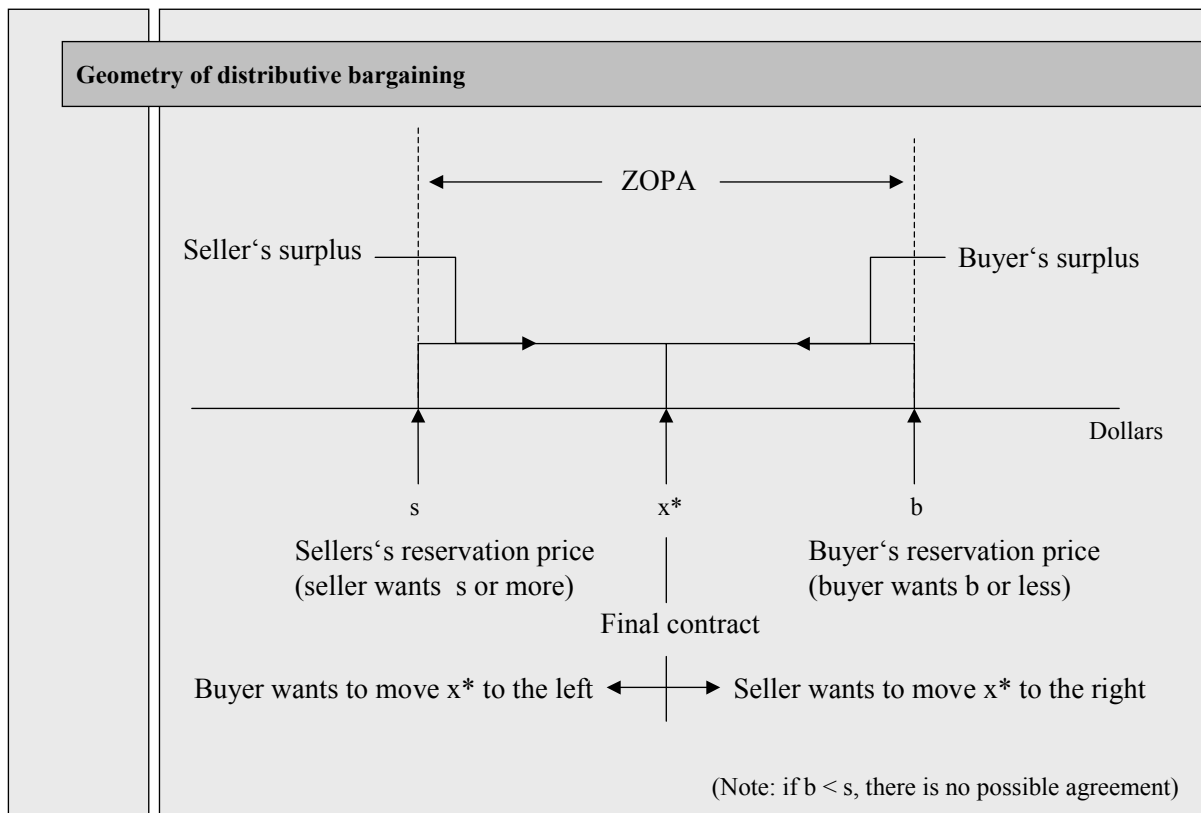 Geometry of distributive bargaining
ZOPA
Seller‘s surplus
Buyer‘s surplus
Dollars
s
x*
b
Sellers‘s reservation price
(seller wants s or more)
Buyer‘s reservation price
(buyer wants b or less)
Final contract
Buyer wants to move x* to the left
Seller wants to move x* to the right
(Note: if b < s, there is no possible agreement)